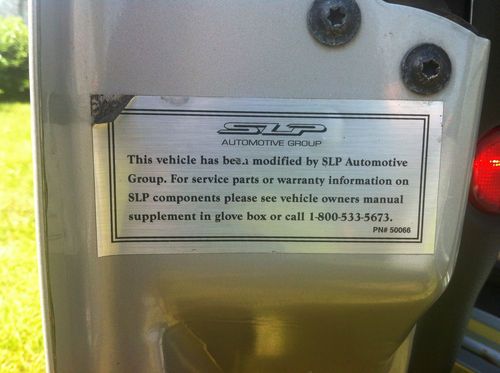 SLP
AUTOMOTIVE GROUP
This vehicle has been modified by SLP Automotive
Group. For service parts or warranty information on
SLP components please see vehicle owners manual
supplement in glove box or call 1-800-533-5673.
PN# 50066